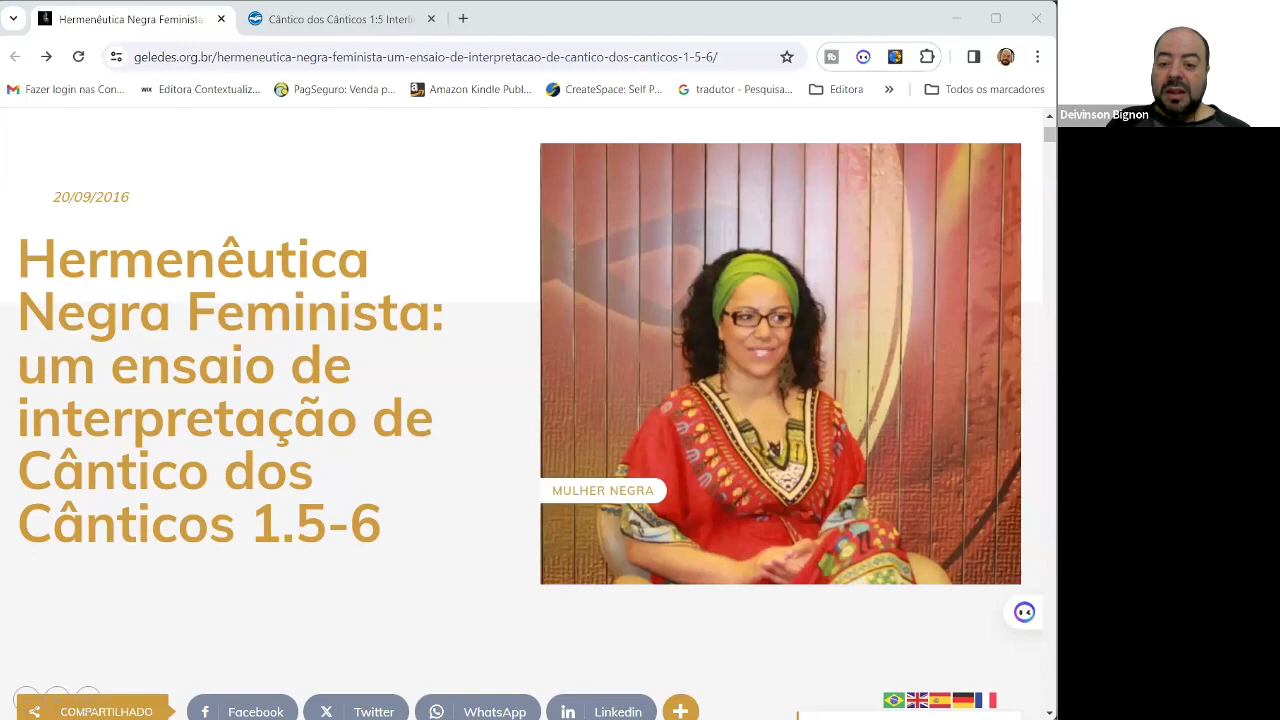 Hermenêutica Negra Feminista
Cântico dos Cânticos 1:5 Interl
geledes.org.br/hermeneutica-negra-feminista-um-ensaio-de-interpretacao-de-cantico-dos-canticos-1-5-6/
Fazer login nas Con...
WIX Editora Contextualiz...
PagSeguro: Venda p...
Amazon Kindle Publ...
CreateSpace: Self P...
tradutor - Pesquisa...
Editora
»
Todos os marcadores
Deivinson Bignon
20/09/2016
Hermenêutica
Negra Feminista:
um ensaio de
interpretação de
Cântico dos
Cânticos 1.5-6
MULHER NEGRA
COMPARTILHADO
Facebook
Twitter
WhatsApp
Linkedin